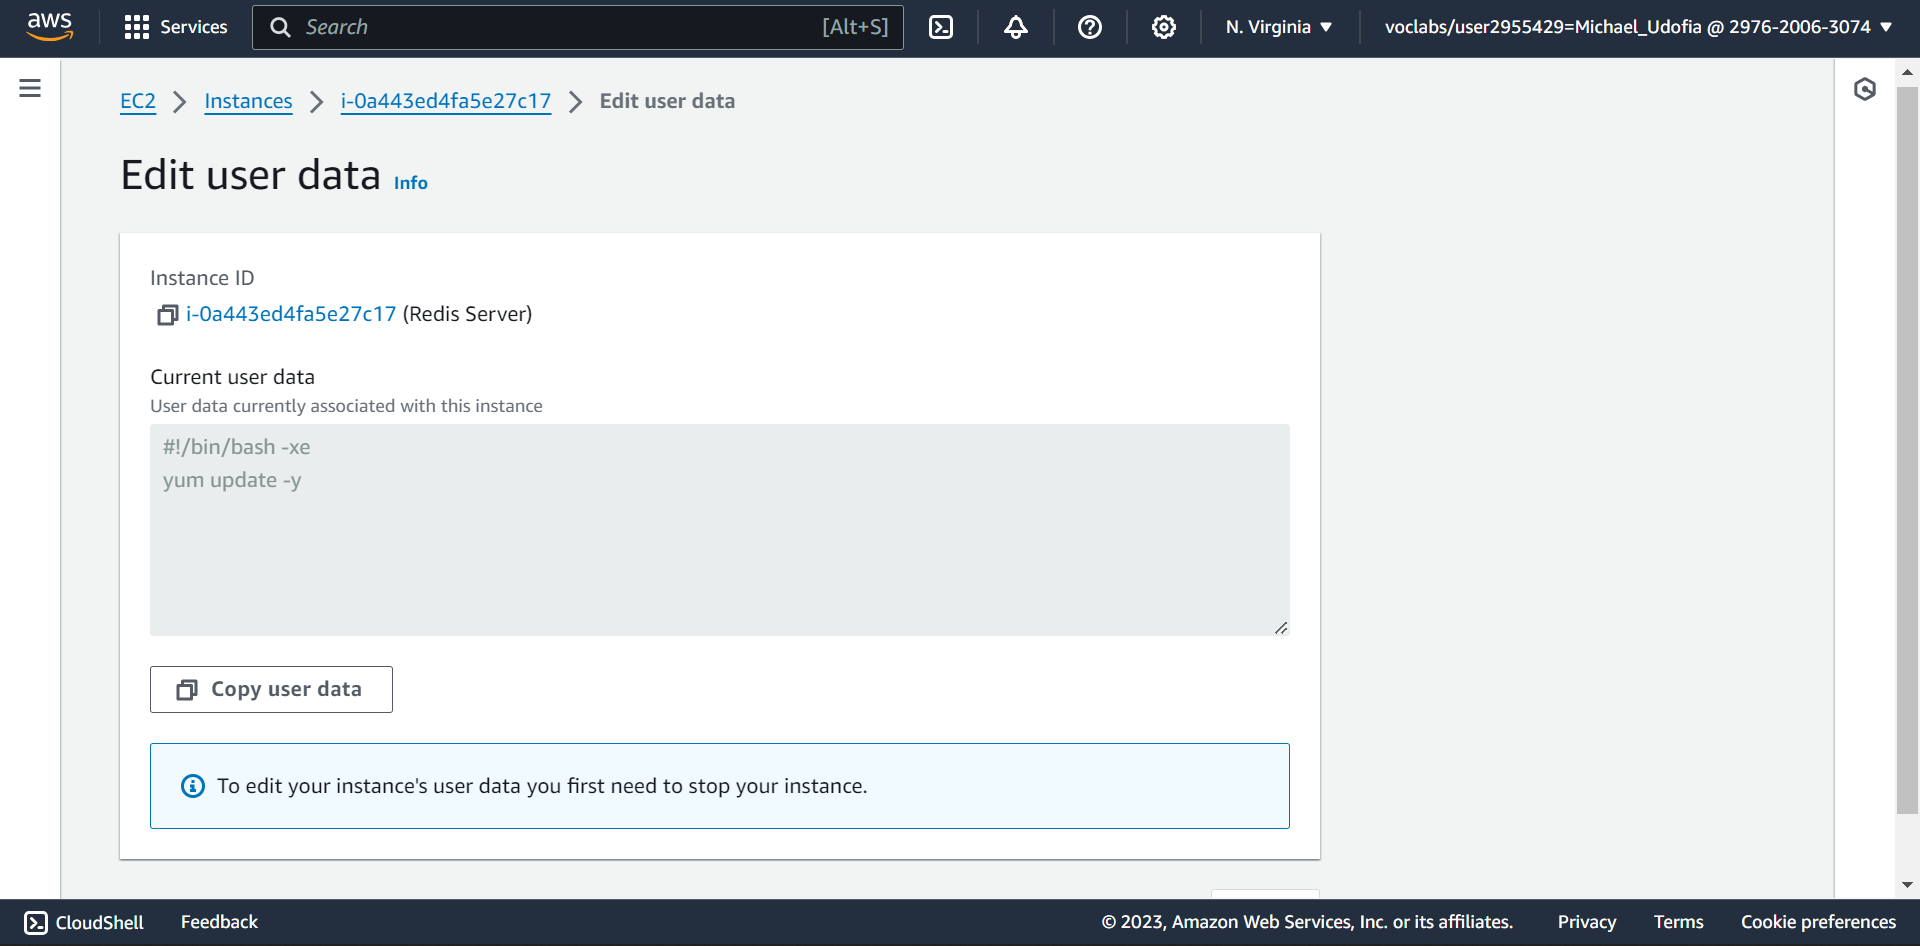 aws
Services
Search [Alt+S]
N. Virginia
voclabs/user2955429=Michael_Udofia @ 2976-2006-3074
EC2 > Instances > i-0a443ed4fa5e27c17 > Edit user data
Edit user data Info
Instance ID
i-0a443ed4fa5e27c17 (Redis Server)
Current user data
User data currently associated with this instance
#!/bin/bash -xe
yum update -y
Copy user data
To edit your instance's user data you first need to stop your instance.
CloudShell
Feedback
© 2023, Amazon Web Services, Inc. or its affiliates.
Privacy
Terms
Cookie preferences